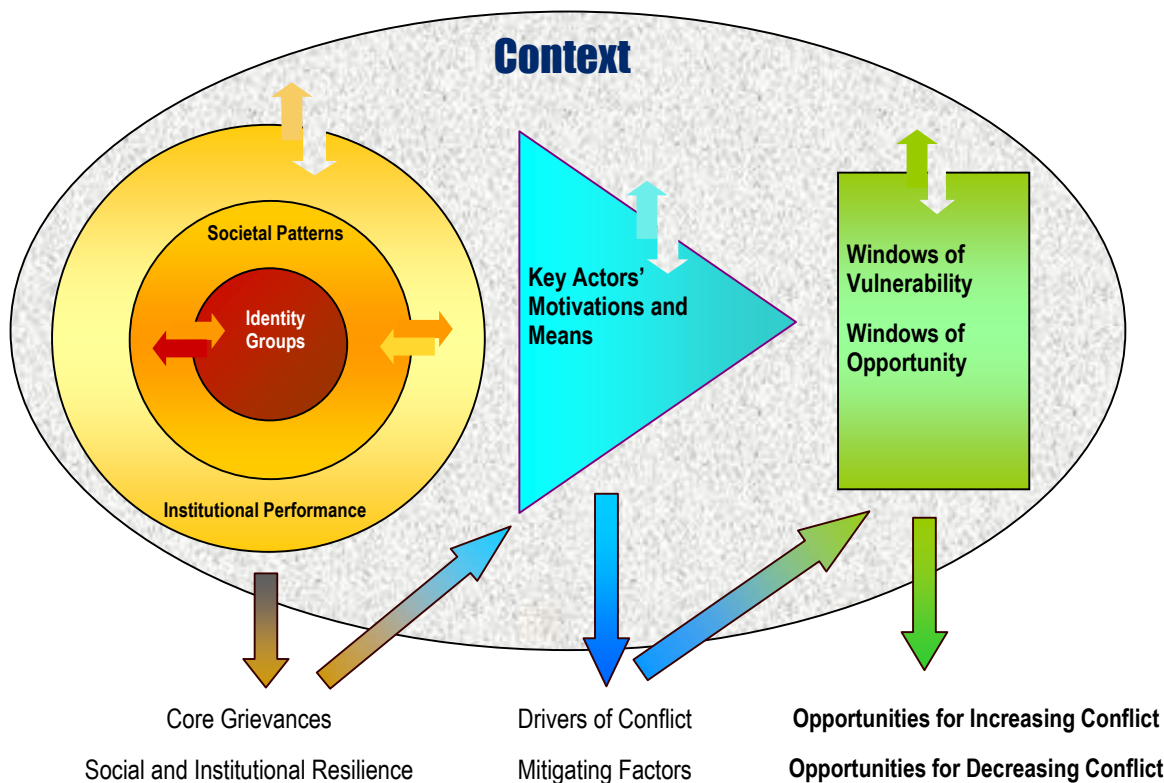 Context
Societal Patterns
Identity
Groups
Institutional Performance
Key Actors’
Motivations and
Means
Windows of
Vulnerability
Windows of
Opportunity
Core Grievances
Social and Institutional Resilience
Drivers of Conflict
Mitigating Factors
Opportunities for Increasing Conflict
Opportunities for Decreasing Conflict